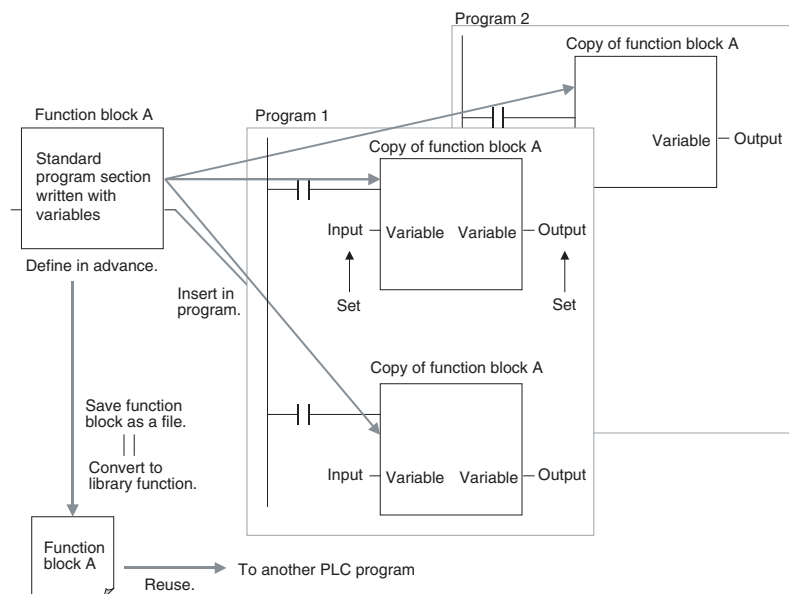 Program 2
Copy of function block A
Variable
Output
Function block A
Standard
program section
written with
variables
Define in advance.
Program 1
Copy of function block A
Input
Variable
Variable
Output
Set
Set
Insert in
program.
Copy of function block A
Input
Variable
Variable
Output
Save function
block as a file.
Convert to
library function.
Function
block A
Reuse.
To another PLC program